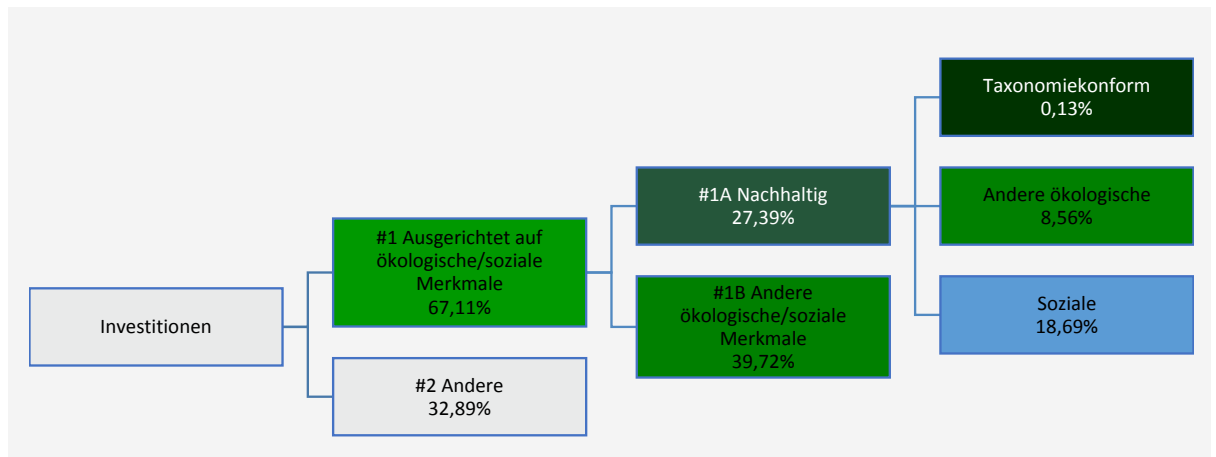 Investitionen
#1 Ausgerichtet auf
ökologische/soziale
Merkmale
67,11%
#2 Andere
32,89%
#1A Nachhaltig
27,39%
#1B Andere
ökologische/soziale
Merkmale
39,72%
Taxonomiekonform
0,13%
Andere ökologische
8,56%
Soziale
18,69%